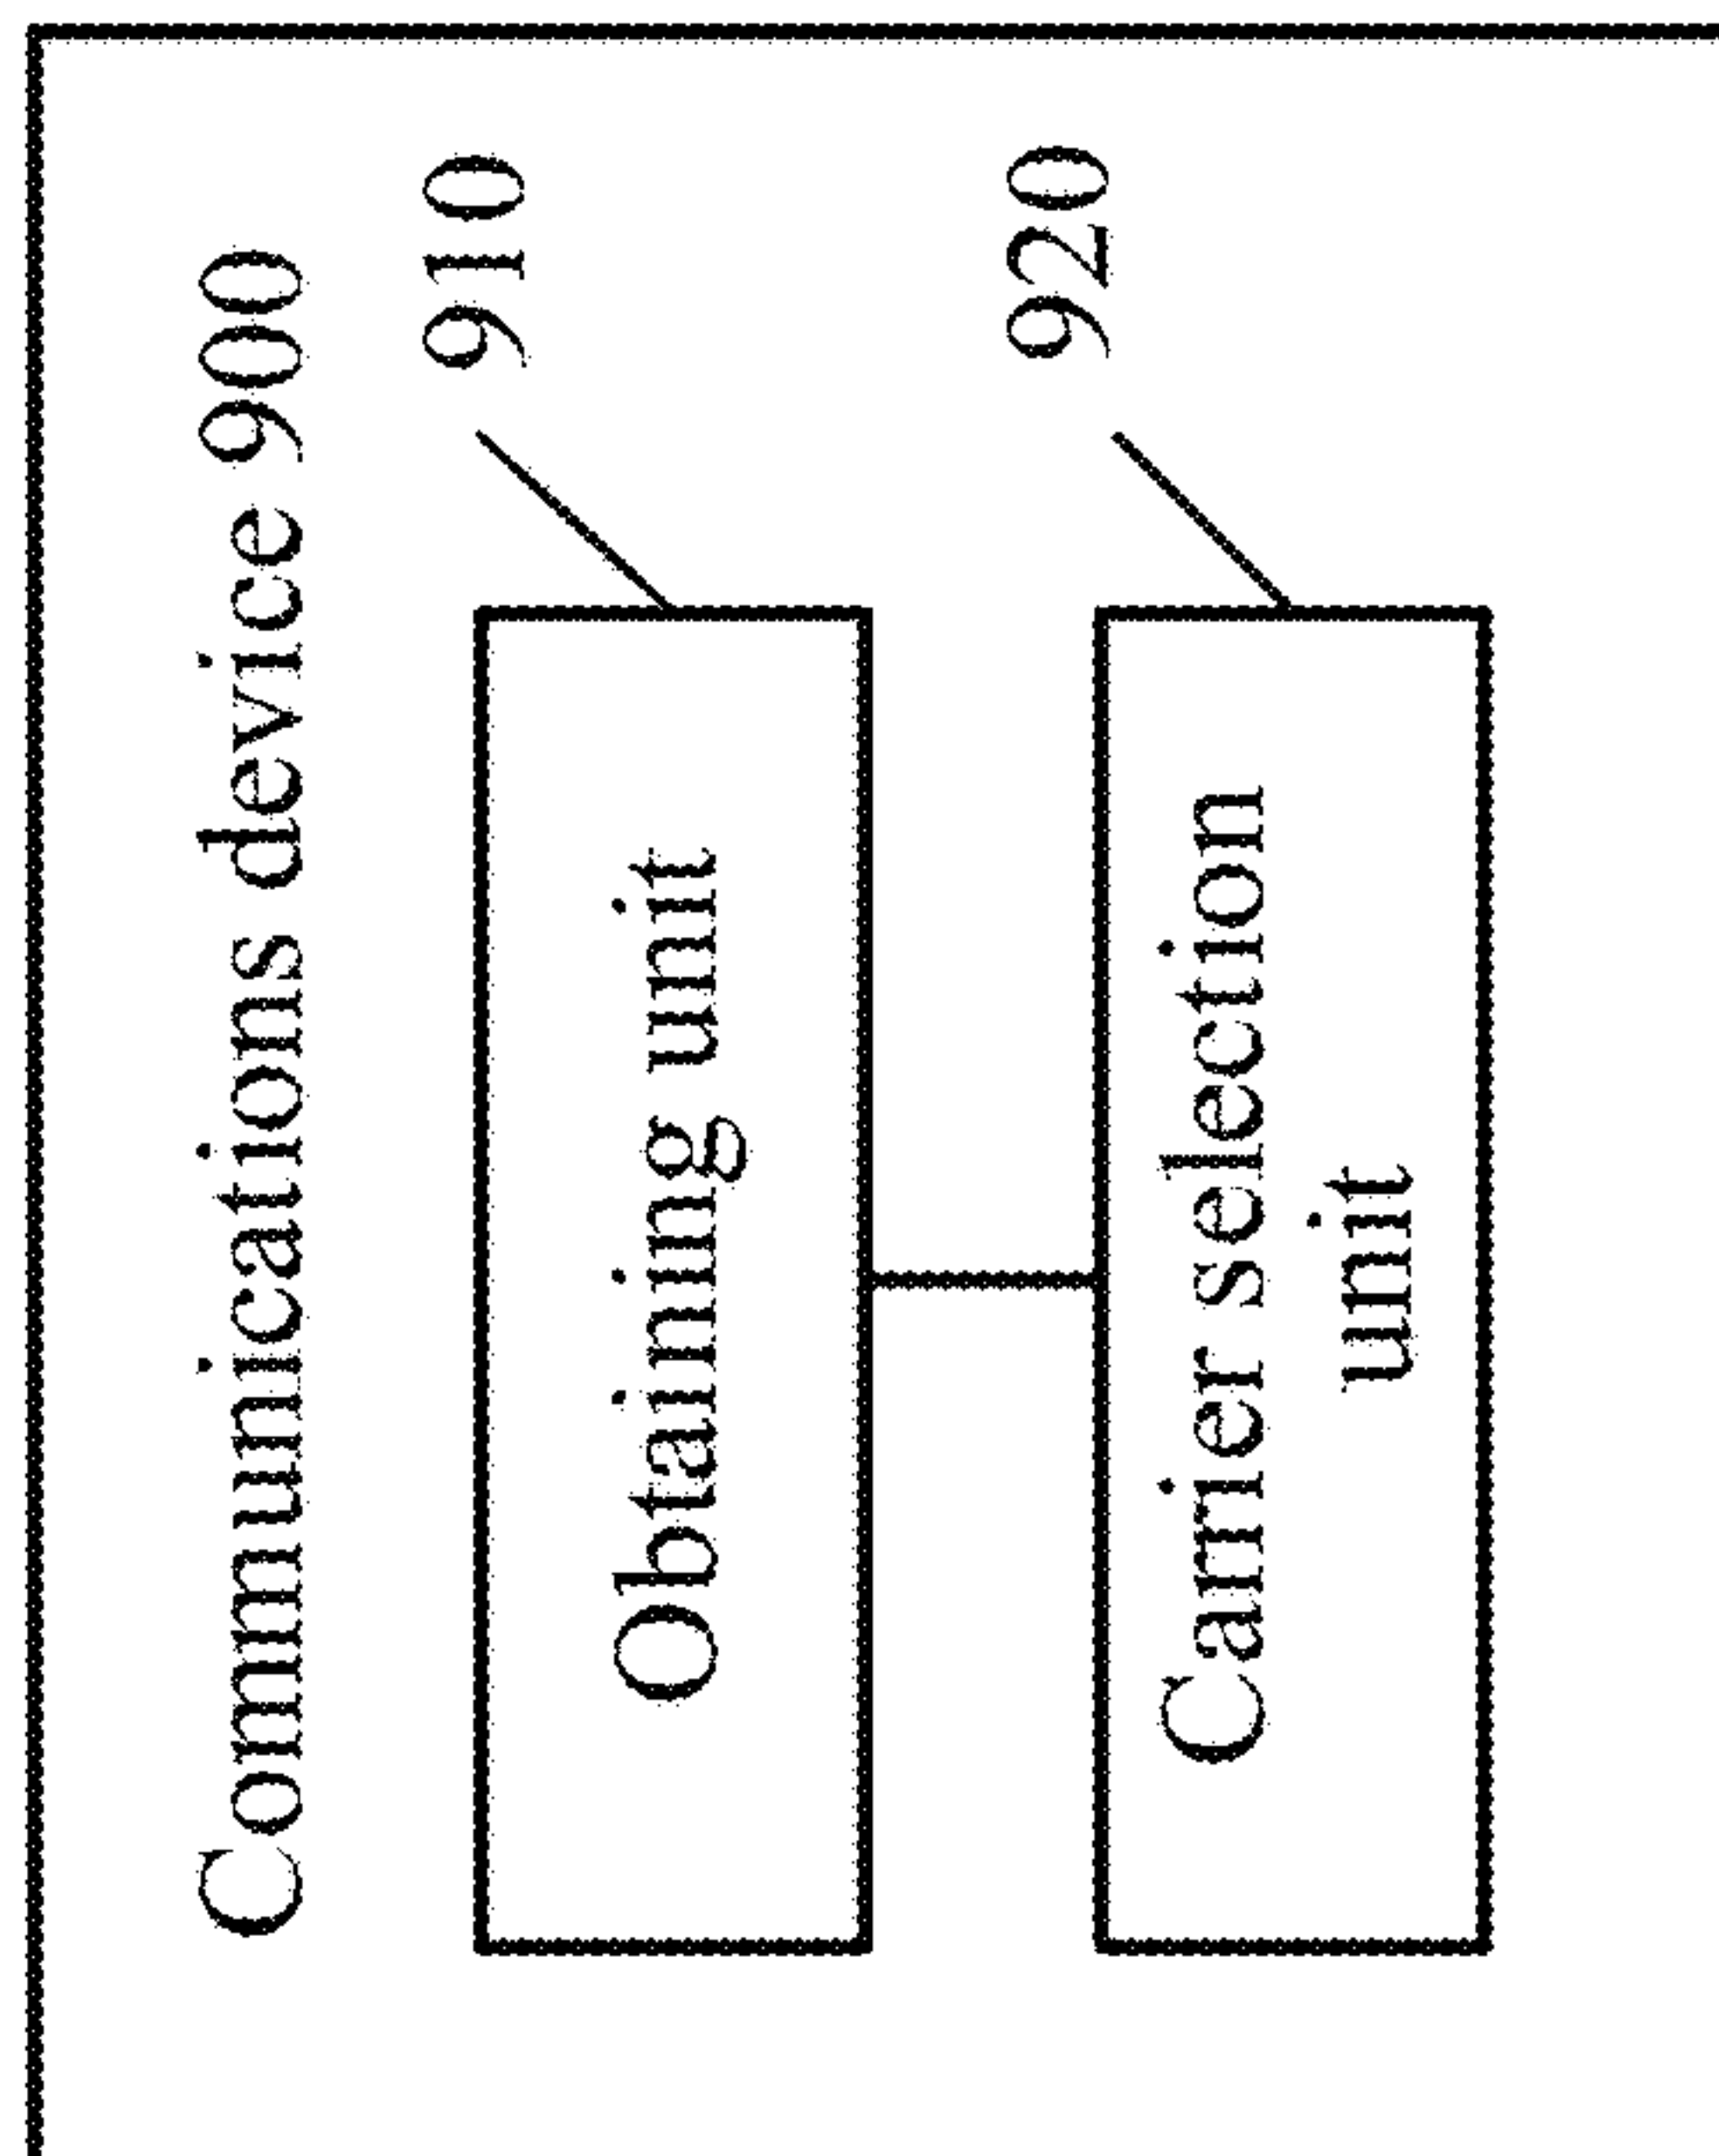 Communications device 900
910
Obtaining unit
920
Carrier selection
unit